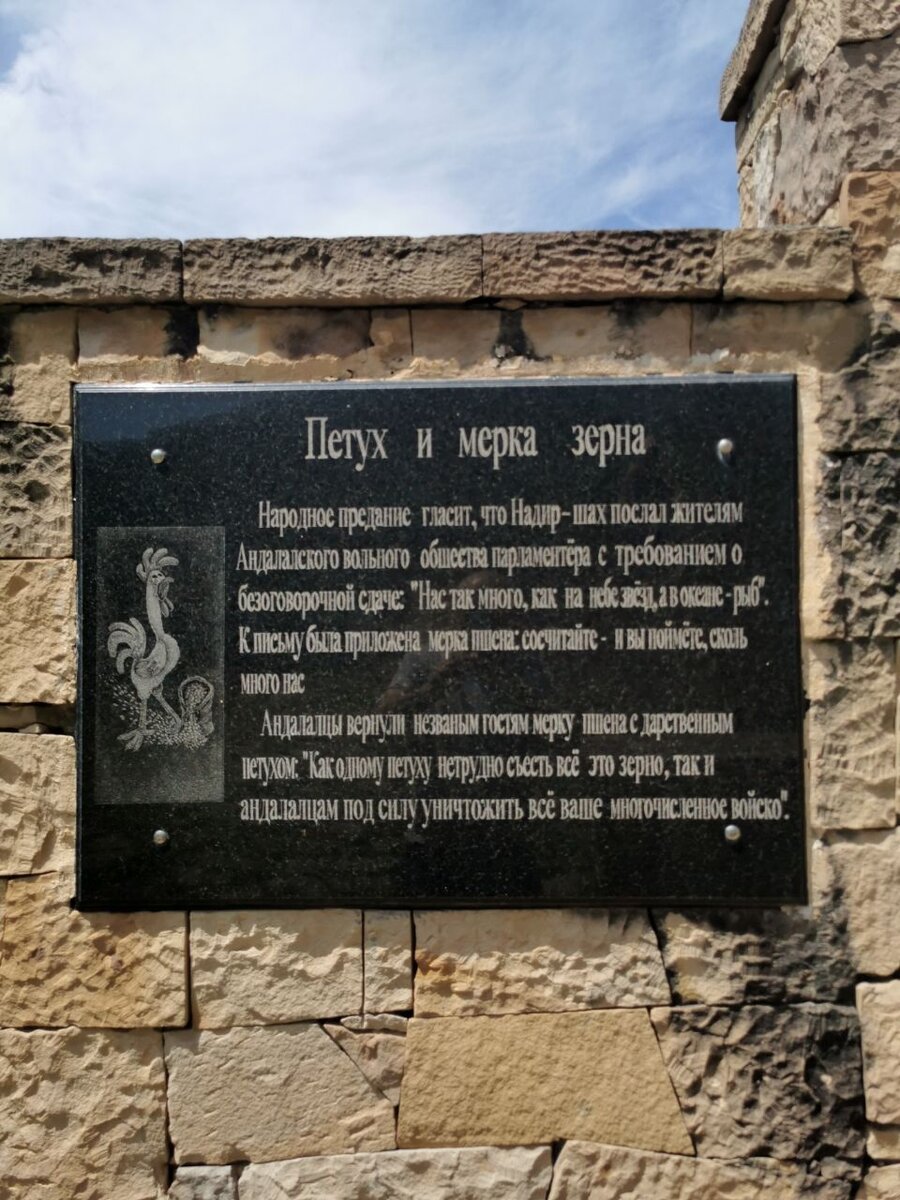 Петух и мерка зерна
Народное предание гласит, что Надир-шах послал жителям
Андалалского вольного общества парламентёра с требованием о
безоговорочной сдаче: "Нас так много, как на небе звёзд, а в океане - рыб".
К письму была приложена мерка пшена: сосчитайте - и вы поймёте, сколь
много нас
Андалалцы вернули незваным гостям мерку пшена с дарственным
петухом: "Как одному петуху нетрудно съесть всё это зерно, так и
андалалцам под силу уничтожить всё ваше многочисленное войско".